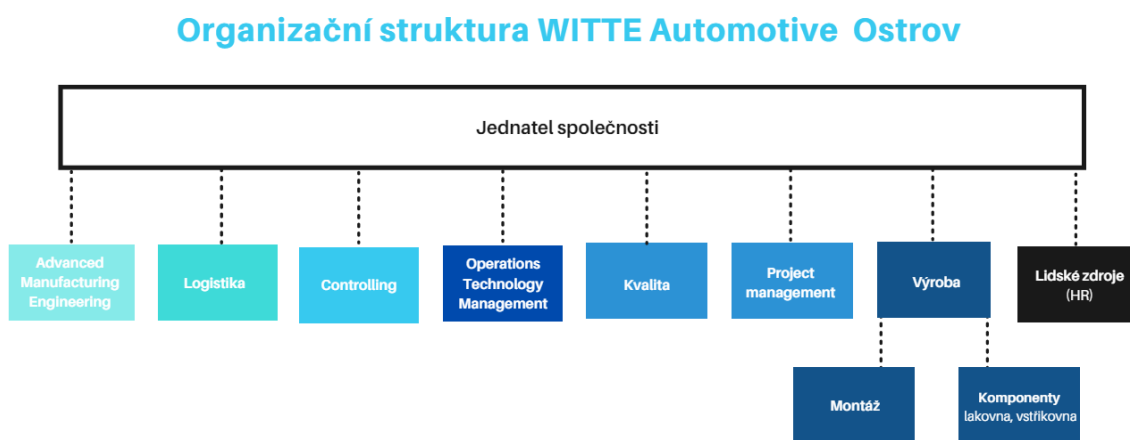 Organizační struktura WITTE Automotive Ostrov
Jednatel společnosti
Advanced
Manufacturing
Engineering
Logistika
Controlling
Operations
Technology
Management
Kvalita
Project
management
Výroba
Lidské zdroje
(HR)
Montáž
Komponenty
lakovna, vstřikovna